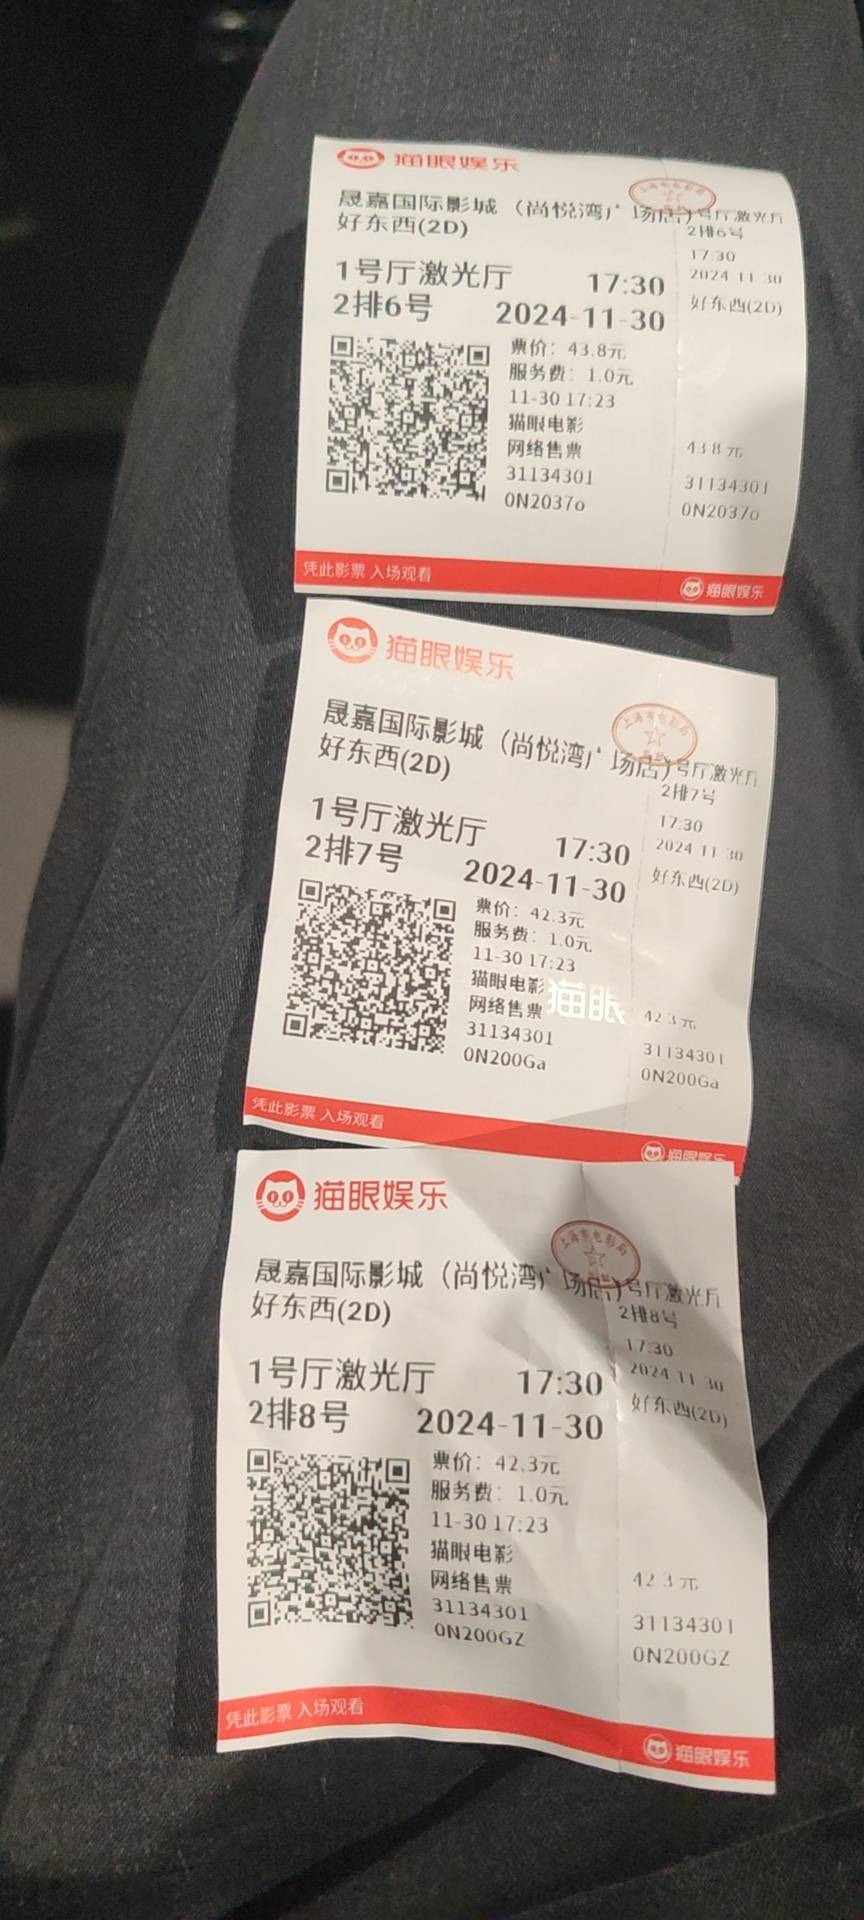 猫眼娱乐
晟嘉国际影城（尚悦湾广场店）号厅激光厅
好东西(2D)
2排6号
17:30
1号厅激光厅 17:30
2024-11-30
2排6号 2024-11-30
好东西(2D)
票价：43.8元
服务费：1.0元
11-30 17:23
猫眼电影
网络售票
43.8元
31134301
31134301
0N2037o
0N2037o
凭此影票 入场观看
猫眼娱乐
猫眼娱乐
上海市电影局
晟嘉国际影城（尚悦湾广场店）号厅激光厅
好东西(2D)
2排7号
1号厅激光厅 17:30
17:30
2024-11-30
2排7号 2024-11-30
好东西(2D)
票价：42.3元
服务费：1.0元
11-30 17:23
猫眼电影
猫眼
网络售票
42.3元
31134301
31134301
0N200Ga
0N200Ga
凭此影票 入场观看
猫眼娱乐
猫眼娱乐
上海市电影局
晟嘉国际影城（尚悦湾广场店）号厅激光厅
好东西(2D)
2排8号
17:30
1号厅激光厅 17:30
2024-11-30
2排8号 2024-11-30
好东西(2D)
票价：42.3元
服务费：1.0元
11-30 17:23
猫眼电影
网络售票
42.3元
31134301
31134301
0N200GZ
0N200GZ
凭此影票 入场观看
猫眼娱乐